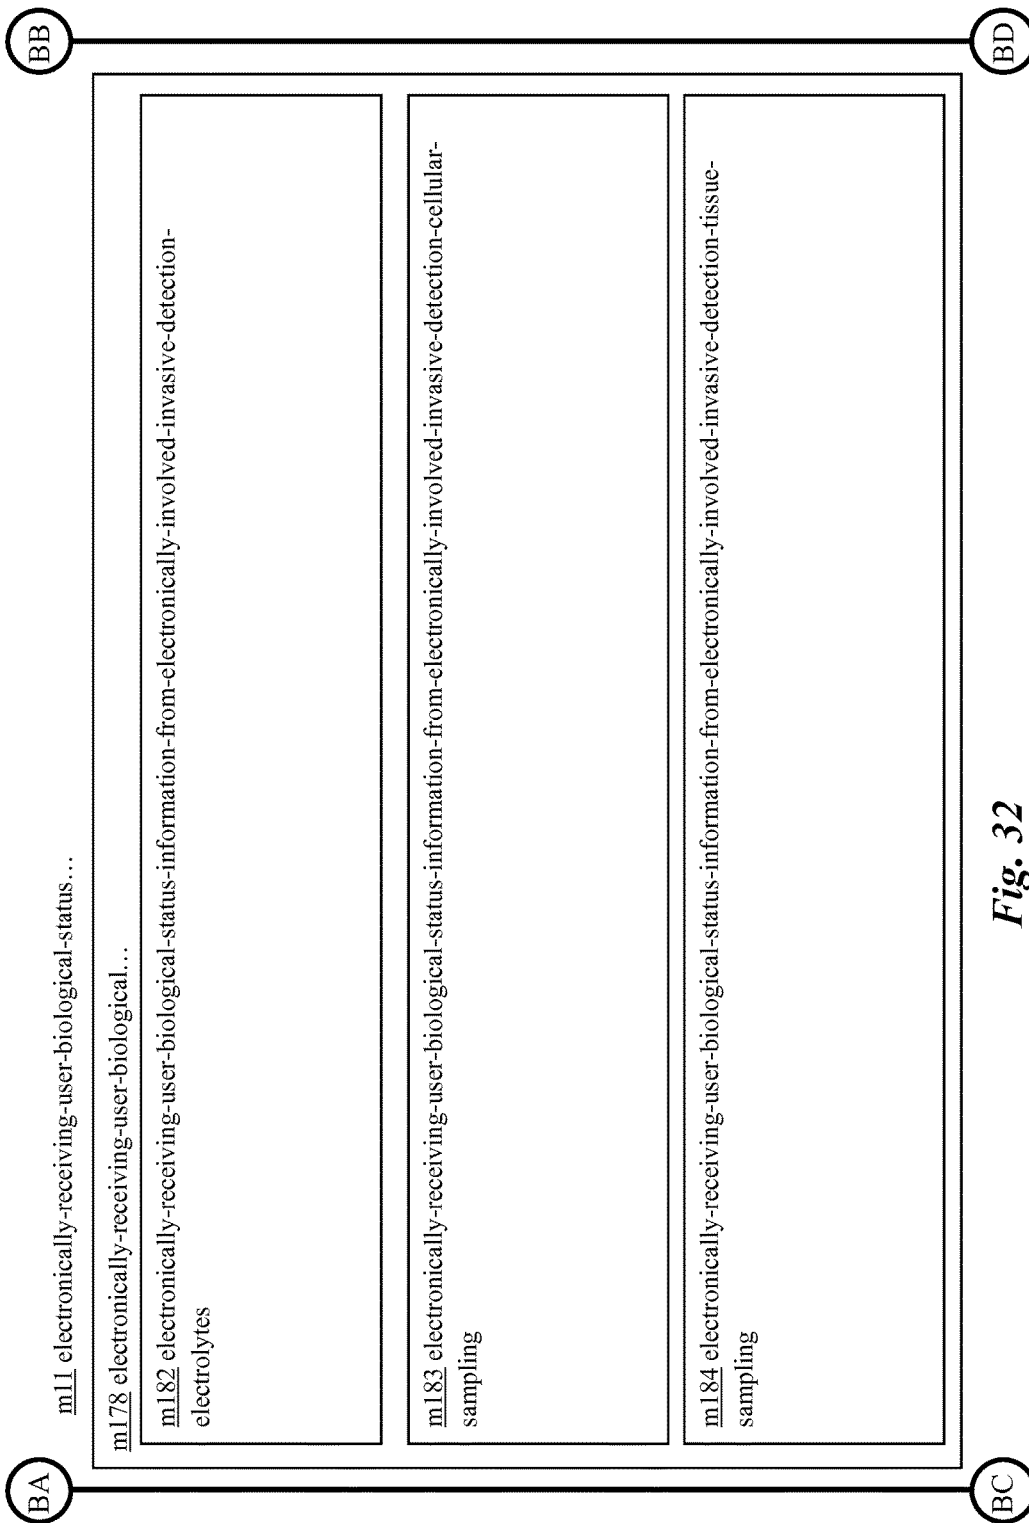 BA
BB
m11 electronically-receiving-user-biological-status…
m178 electronically-receiving-user-biological…
m182 electronically-receiving-user-biological-status-information-from-electronically-involved-invasive-detection-
electrolytes
m183 electronically-receiving-user-biological-status-information-from-electronically-involved-invasive-detection-cellular-
sampling
m184 electronically-receiving-user-biological-status-information-from-electronically-involved-invasive-detection-tissue-
sampling
BC
BD
Fig. 32